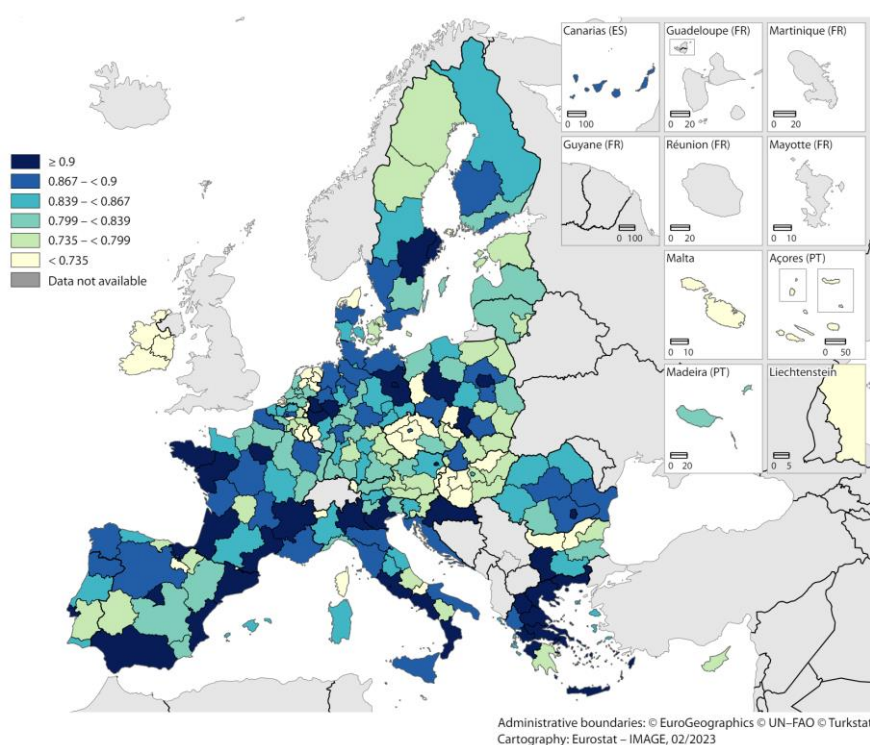 ≥ 0.9
0.867 – < 0.9
0.839 – < 0.867
0.799 – < 0.839
0.735 – < 0.799
< 0.735
Data not available
Canarias (ES)
0 100
Guadeloupe (FR)
0 20
Martinique (FR)
0 20
Guyane (FR)
0 100
Réunion (FR)
0 20
Mayotte (FR)
0 10
Malta
0 10
Açores (PT)
0 50
Madeira (PT)
0 20
Liechtenstein
0 5
Administrative boundaries: © EuroGeographics © UN–FAO © Turkstat
Cartography: Eurostat – IMAGE, 02/2023